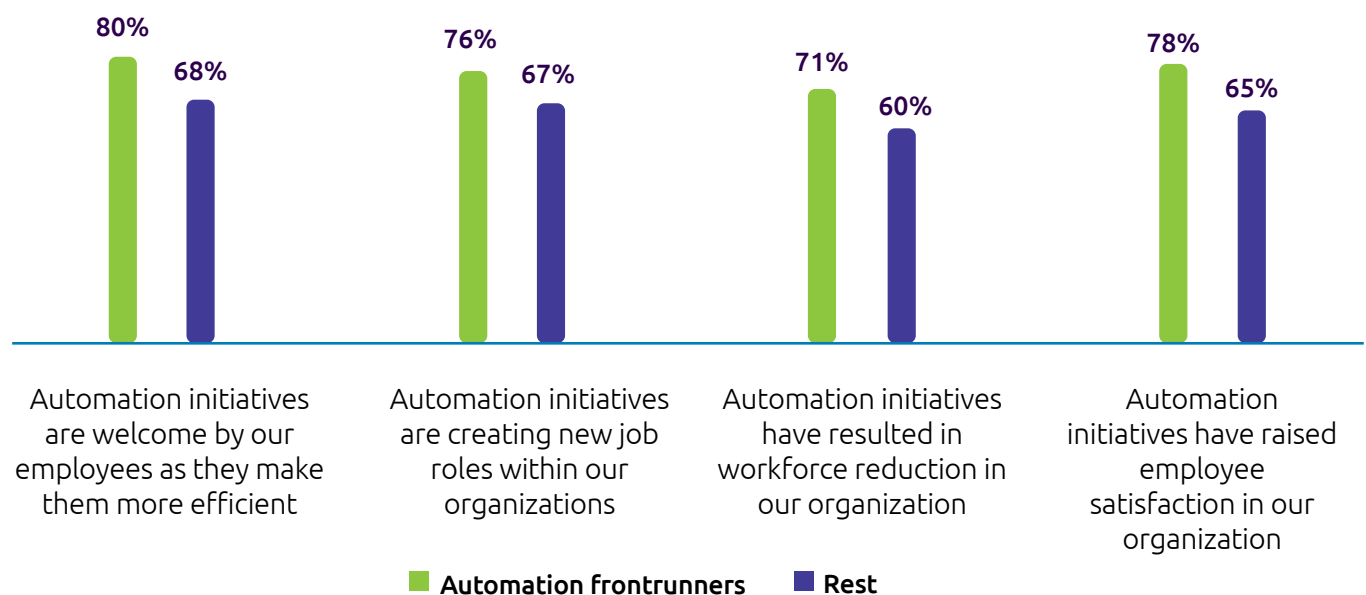 80%
68%
76%
67%
71%
60%
78%
65%
Automation initiatives
are welcome by our
employees as they make
them more efficient
Automation initiatives
are creating new job
roles within our
organizations
Automation initiatives
have resulted in
workforce reduction in
our organization
Automation
initiatives have raised
employee
satisfaction in our
organization
Automation frontrunners
Rest